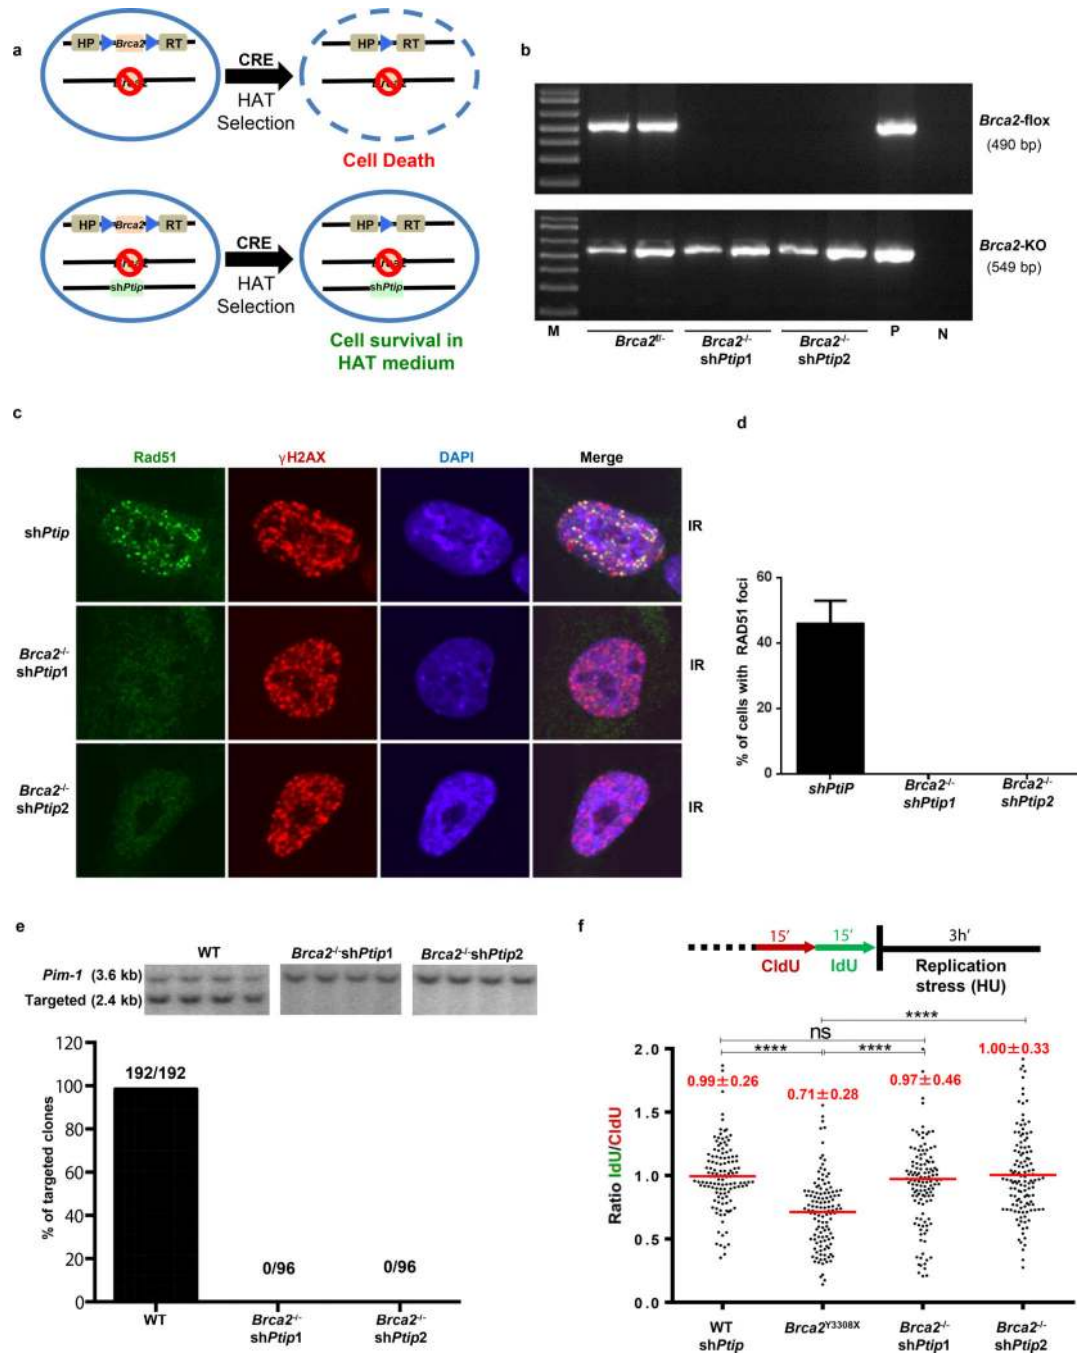 a
HP Brca2 RT
CRE
HAT
Selection
HP RT
Cell Death
HP Brca2 RT
shPtip
CRE
HAT
Selection
HP RT
shPtip
Cell survival in
HAT medium
b
Brca2-flox
(490 bp)
Brca2-KO
(549 bp)
M
Brca2fl/-
Brca2-/-
shPtip1
Brca2-/-
shPtip2
P
N
c
Rad51 γH2AX DAPI Merge
shPtip
IR
Brca2-/-
shPtip1
IR
Brca2-/-
shPtip2
IR
d
% of cells with RAD51 foci
60
40
20
0
shPtiP
Brca2-/-
shPtip1
Brca2-/-
shPtip2
e
WT Brca2-/-shPtip1 Brca2-/-shPtip2
Pim-1 (3.6 kb)
Targeted (2.4 kb)
% of targeted clones
120
100
80
60
40
20
0
192/192
0/96
0/96
WT
Brca2-/-
shPtip1
Brca2-/-
shPtip2
f
15' 15' 3h'
CldU IdU Replication
stress (HU)
****
ns
**** ****
0.99±0.26
0.71±0.28
0.97±0.46
1.00±0.33
Ratio IdU/CldU
2.0
1.5
1.0
0.5
0.0
WT
shPtip
Brca2Y3308X
Brca2-/-
shPtip1
Brca2-/-
shPtip2